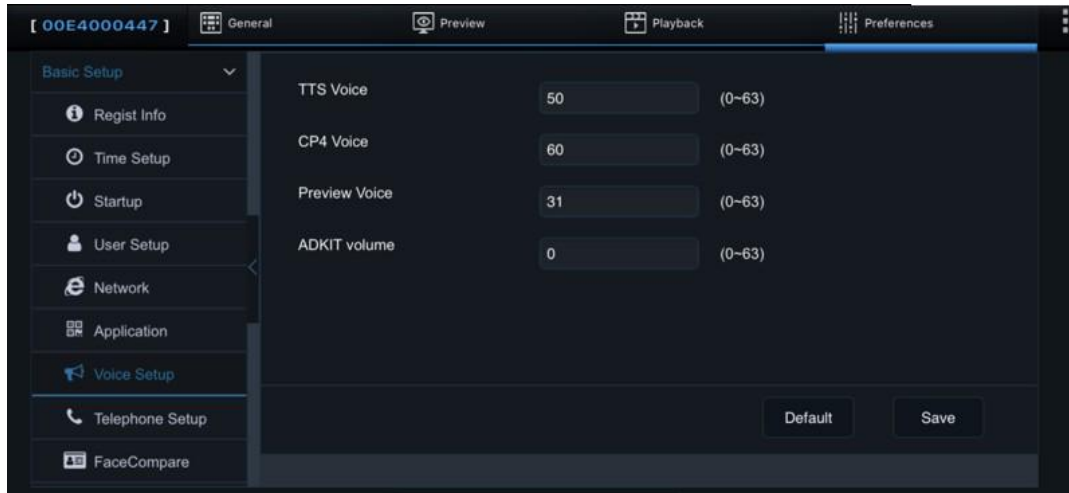 [ 00E4000447 ] General Preview Playback Preferences
Basic Setup
Regist Info
Time Setup
Startup
User Setup
Network
Application
Voice Setup
Telephone Setup
FaceCompare
TTS Voice 50 (0~63)
CP4 Voice 60 (0~63)
Preview Voice 31 (0~63)
ADKIT volume 0 (0~63)
Default Save